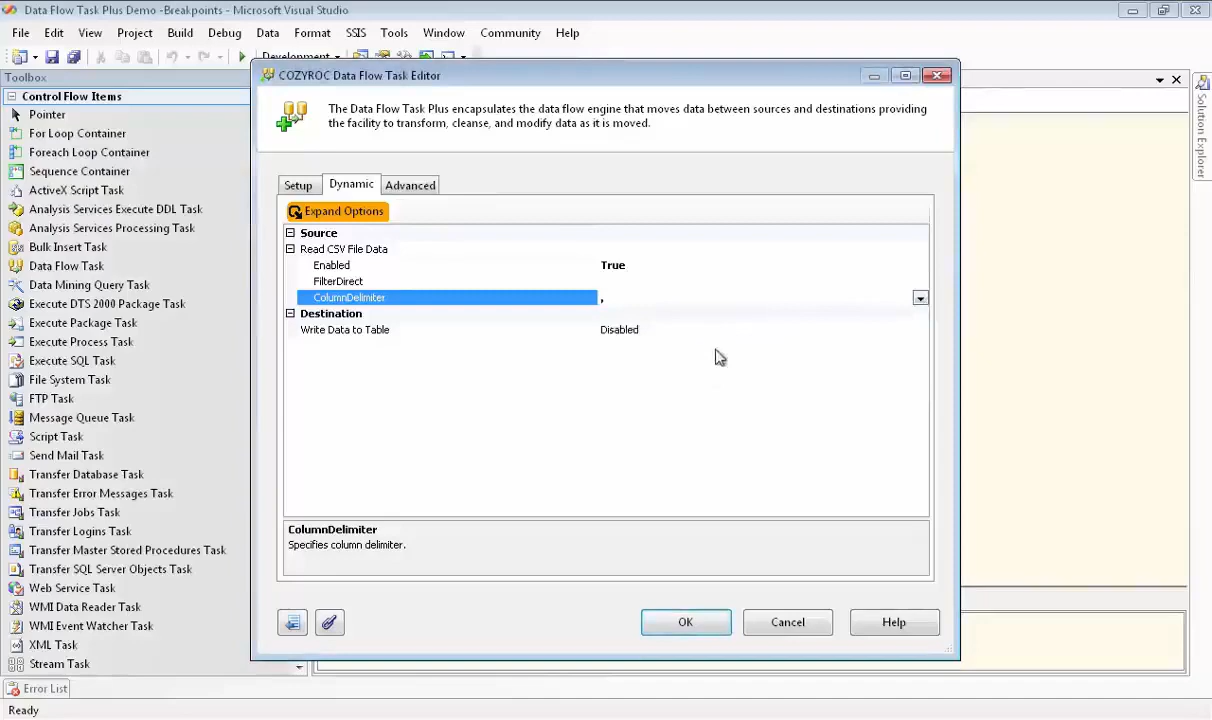 Data Flow Task Plus Demo -Breakpoints - Microsoft Visual Studio
File Edit View Project Build Debug Data Format SSIS Tools Window Community Help
Development
Toolbox
Control Flow Items
Pointer
For Loop Container
Foreach Loop Container
Sequence Container
ActiveX Script Task
Analysis Services Execute DDL Task
Analysis Services Processing Task
Bulk Insert Task
Data Flow Task
Data Mining Query Task
Execute DTS 2000 Package Task
Execute Package Task
Execute Process Task
Execute SQL Task
File System Task
FTP Task
Message Queue Task
Script Task
Send Mail Task
Transfer Database Task
Transfer Error Messages Task
Transfer Jobs Task
Transfer Logins Task
Transfer Master Stored Procedures Task
Transfer SQL Server Objects Task
Web Service Task
WMI Data Reader Task
WMI Event Watcher Task
XML Task
Stream Task
Error List
Ready
COZYROC Data Flow Task Editor
The Data Flow Task Plus encapsulates the data flow engine that moves data between sources and destinations providing
the facility to transform, cleanse, and modify data as it is moved.
Setup Dynamic Advanced
Expand Options
Source
Read CSV File Data
Enabled True
FilterDirect
ColumnDelimiter ,
Destination
Write Data to Table Disabled
ColumnDelimiter
Specifies column delimiter.
OK Cancel Help
Solution Explorer